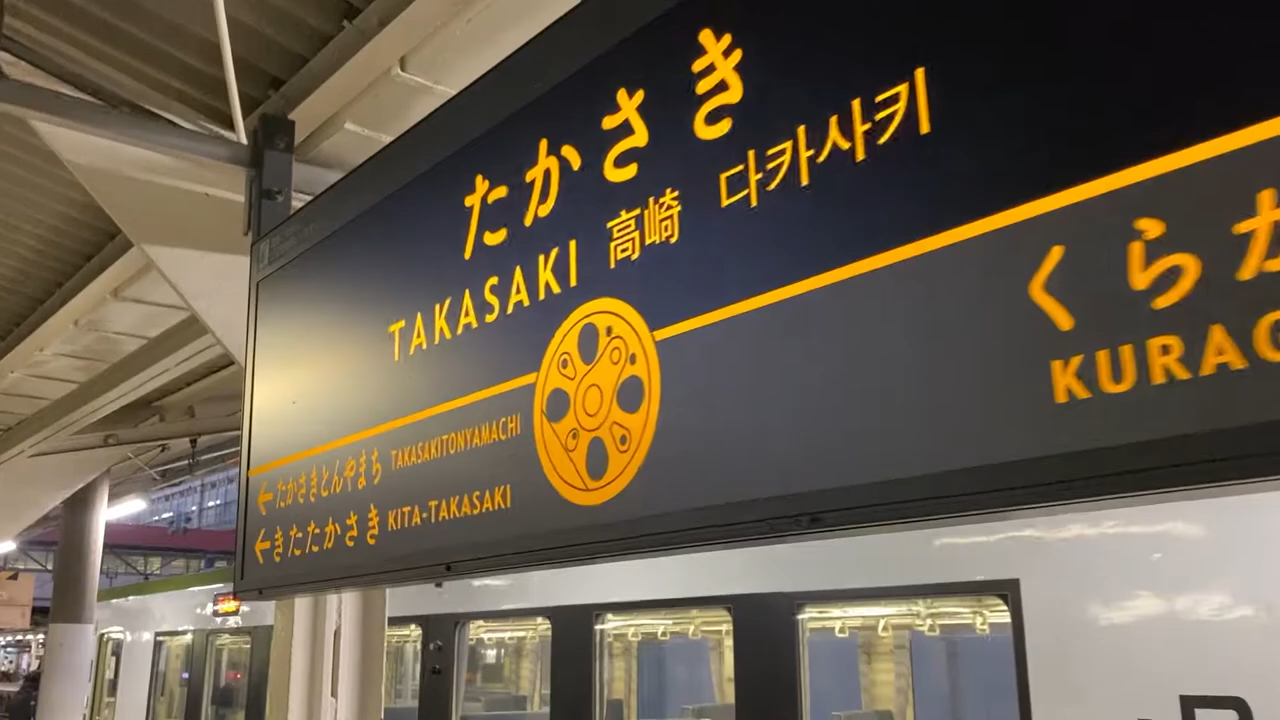 たかさき
TAKASAKI 高崎 다카사키
←たかさきとんやまち TAKASAKITONYAMACHI
←きたたかさき KITA-TAKASAKI
くらか
KURAG